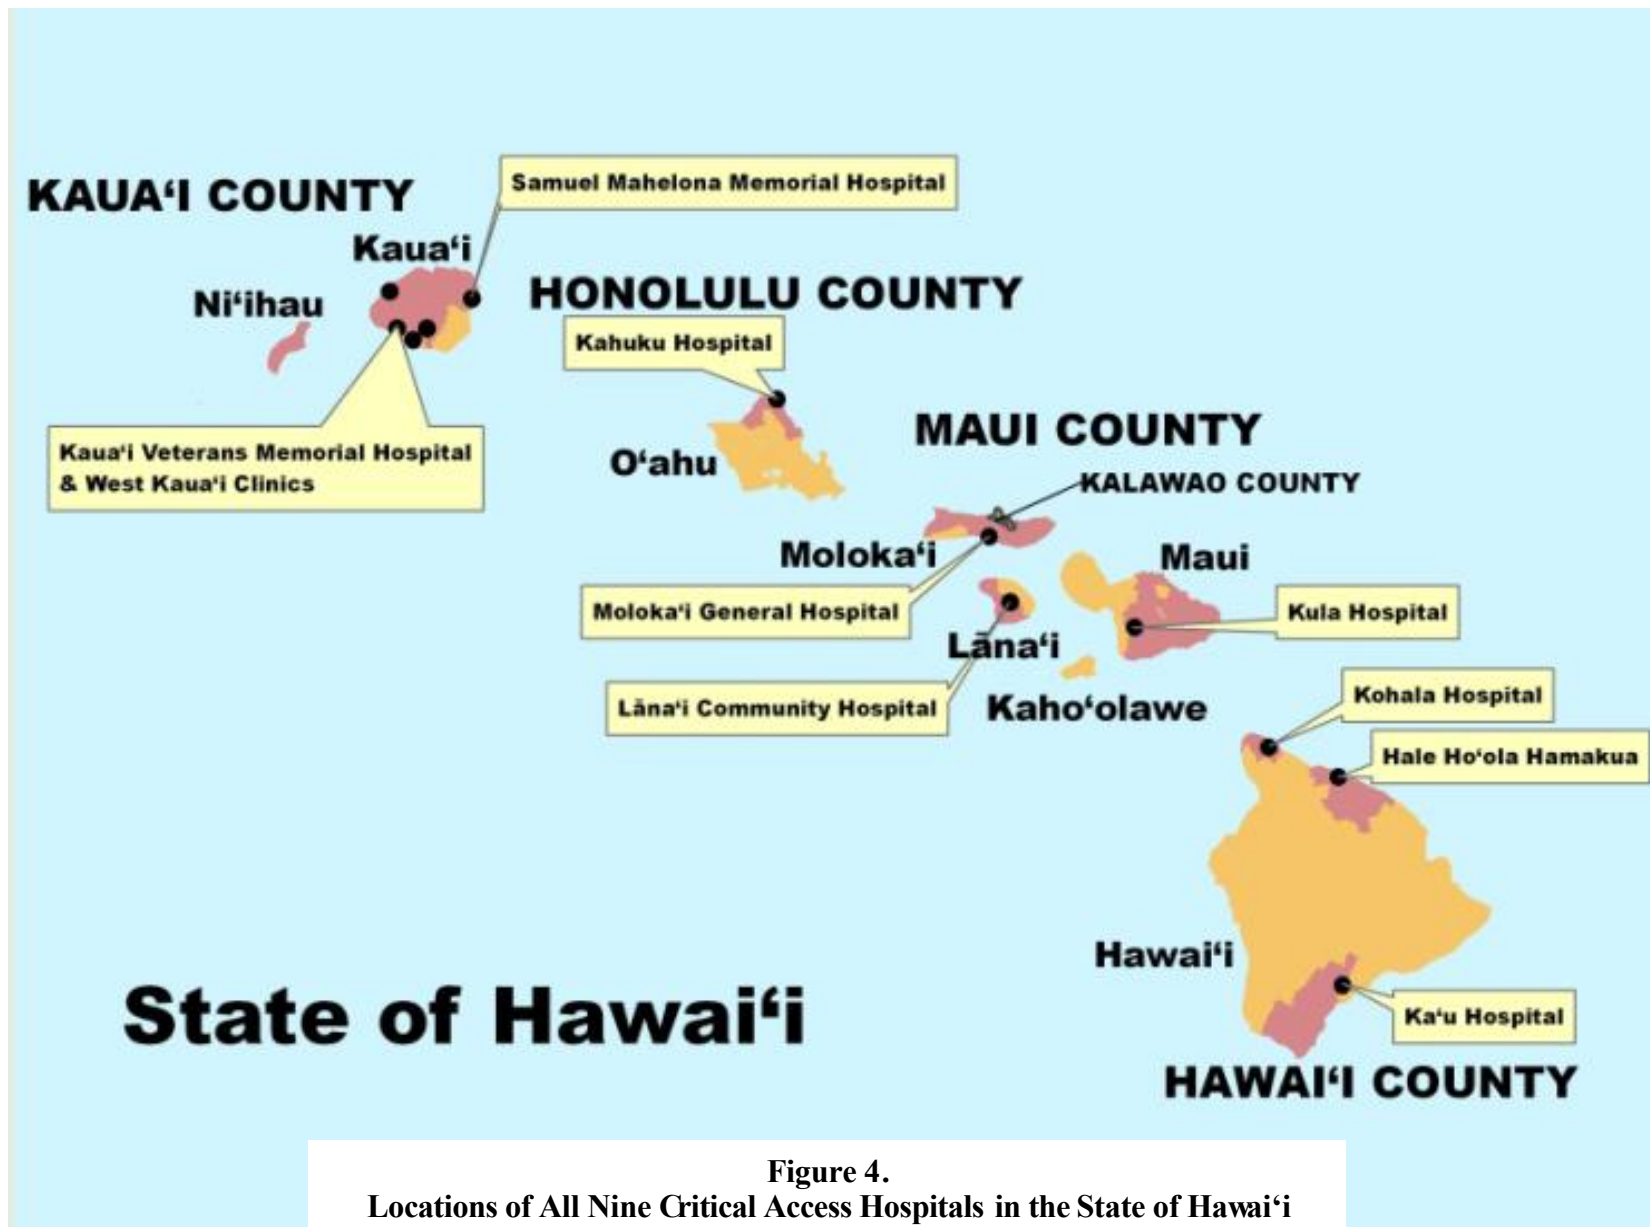 Samuel Mahelona Memorial Hospital
KAUA‘I COUNTY
Kaua‘i
Ni‘ihau
HONOLULU COUNTY
Kahuku Hospital
MAUI COUNTY
Kaua‘i Veterans Memorial Hospital
& West Kaua‘i Clinics
O‘ahu
KALAWAO COUNTY
Moloka‘i
Maui
Moloka‘i General Hospital
Kula Hospital
Lāna‘i
Lāna‘i Community Hospital
Kaho‘olawe
Kohala Hospital
Hale Ho‘ola Hamakua
Hawai‘i
State of Hawai‘i
Ka‘u Hospital
HAWAI‘I COUNTY
Figure 4.
Locations of All Nine Critical Access Hospitals in the State of Hawai‘i